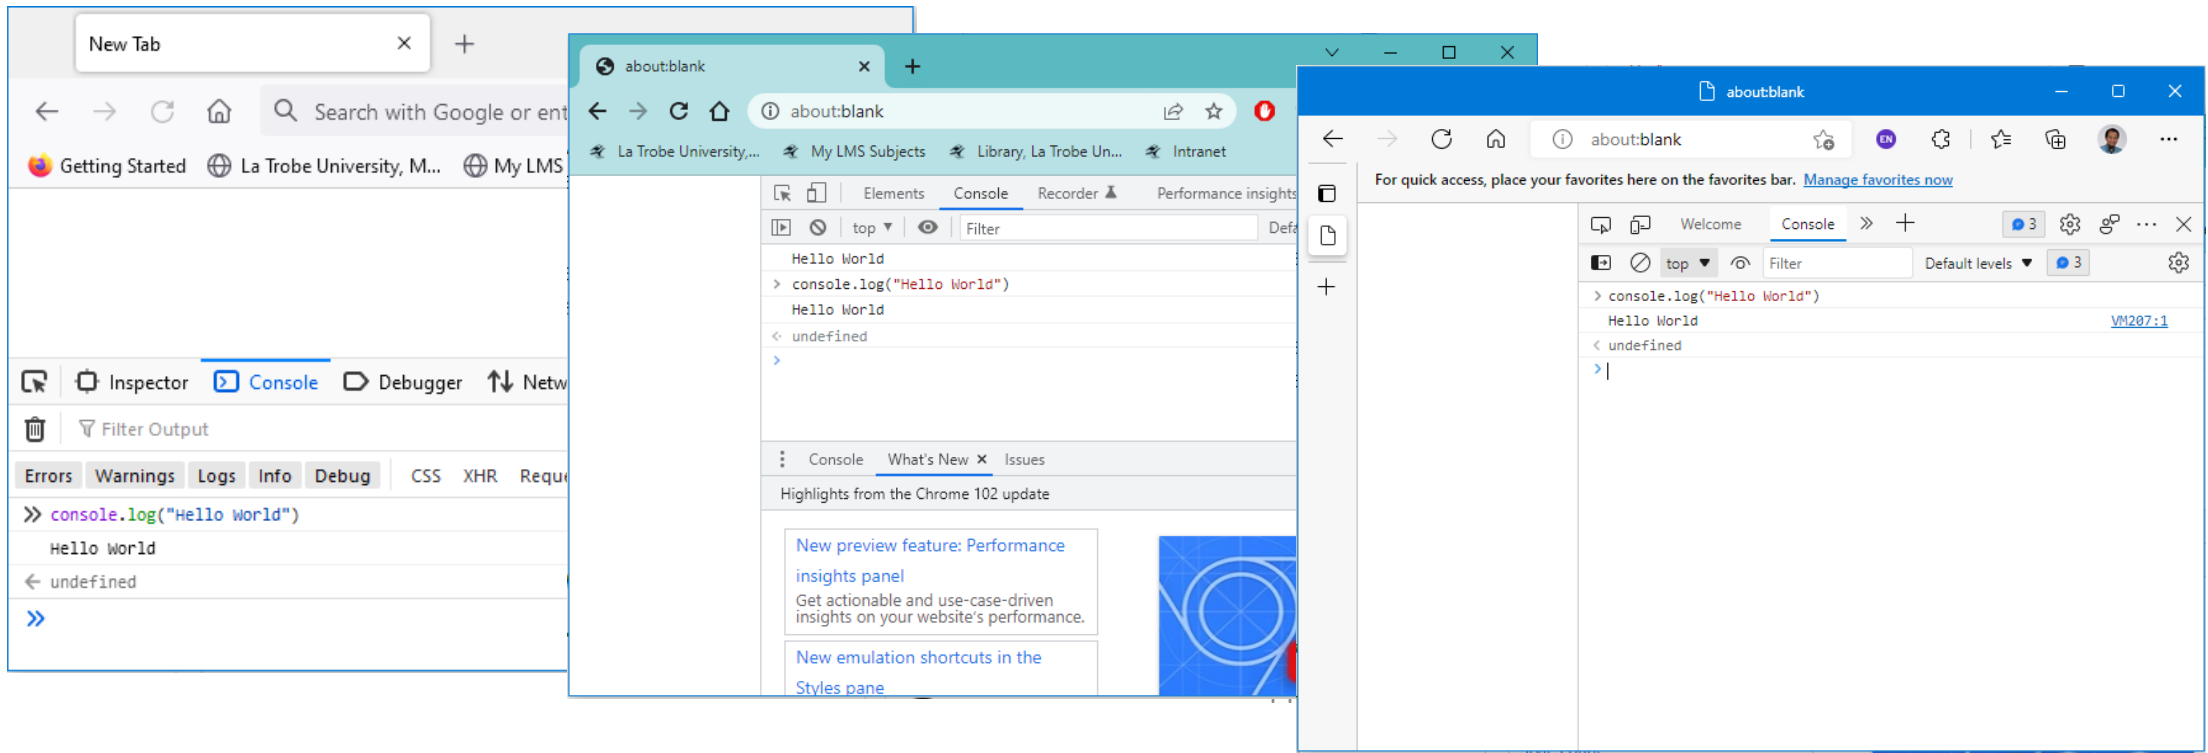 New Tab
Search with Google or ent
Getting Started
La Trobe University, M...
My LMS
Inspector
Console
Debugger
Netw
Filter Output
Errors
Warnings
Logs
Info
Debug
CSS
XHR
Reque
console.log("Hello World")
Hello World
undefined
about:blank
about:blank
La Trobe University,...
My LMS Subjects
Library, La Trobe Un...
Intranet
Elements
Console
Recorder
Performance insights
top
Filter
Defa
Hello World
console.log("Hello World")
Hello World
undefined
Console
What's New
Issues
Highlights from the Chrome 102 update
New preview feature: Performance
insights panel
Get actionable and use-case-driven
insights on your website's performance.
New emulation shortcuts in the
Styles pane
about:blank
about:blank
EN
For quick access, place your favorites here on the favorites bar. Manage favorites now
Welcome
Console
3
top
Filter
Default levels
3
console.log("Hello World")
Hello World
VM207:1
undefined